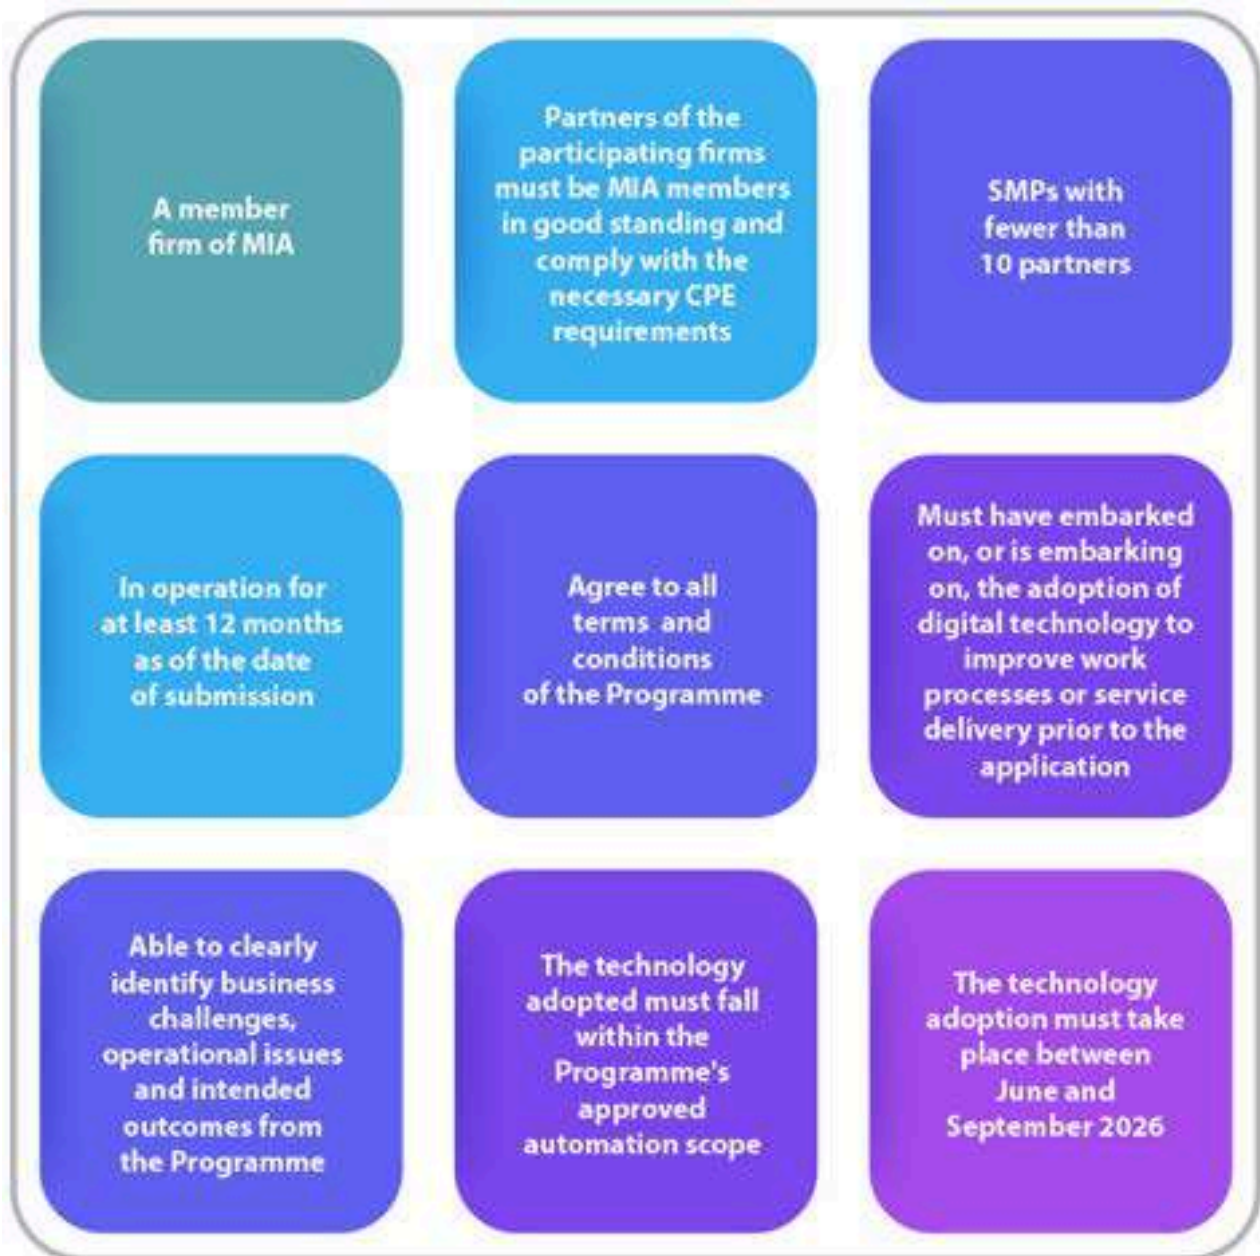 A member
firm of MIA
Partners of the
participating firms
must be MIA members
in good standing and
comply with the
necessary CPE
requirements
SMPs with
fewer than
10 partners
In operation for
at least 12 months
as of the date
of submission
Agree to all
terms and
conditions
of the Programme
Must have embarked
on, or is embarking
on, the adoption of
digital technology to
improve work
processes or service
delivery prior to the
application
Able to clearly
identify business
challenges,
operational issues
and intended
outcomes from
the Programme
The technology
adopted must fall
within the
Programme's
approved
automation scope
The technology
adoption must take
place between
June and
September 2026